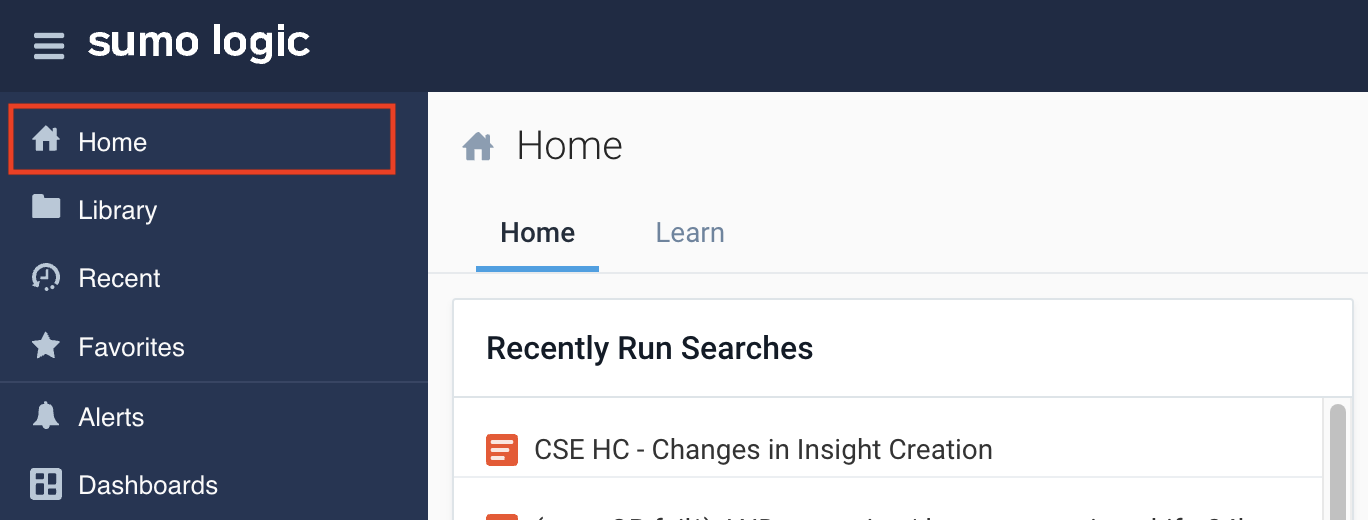 sumo logic
Home
Library
Recent
Favorites
Alerts
Dashboards
Home
Home
Learn
Recently Run Searches
CSE HC - Changes in Insight Creation